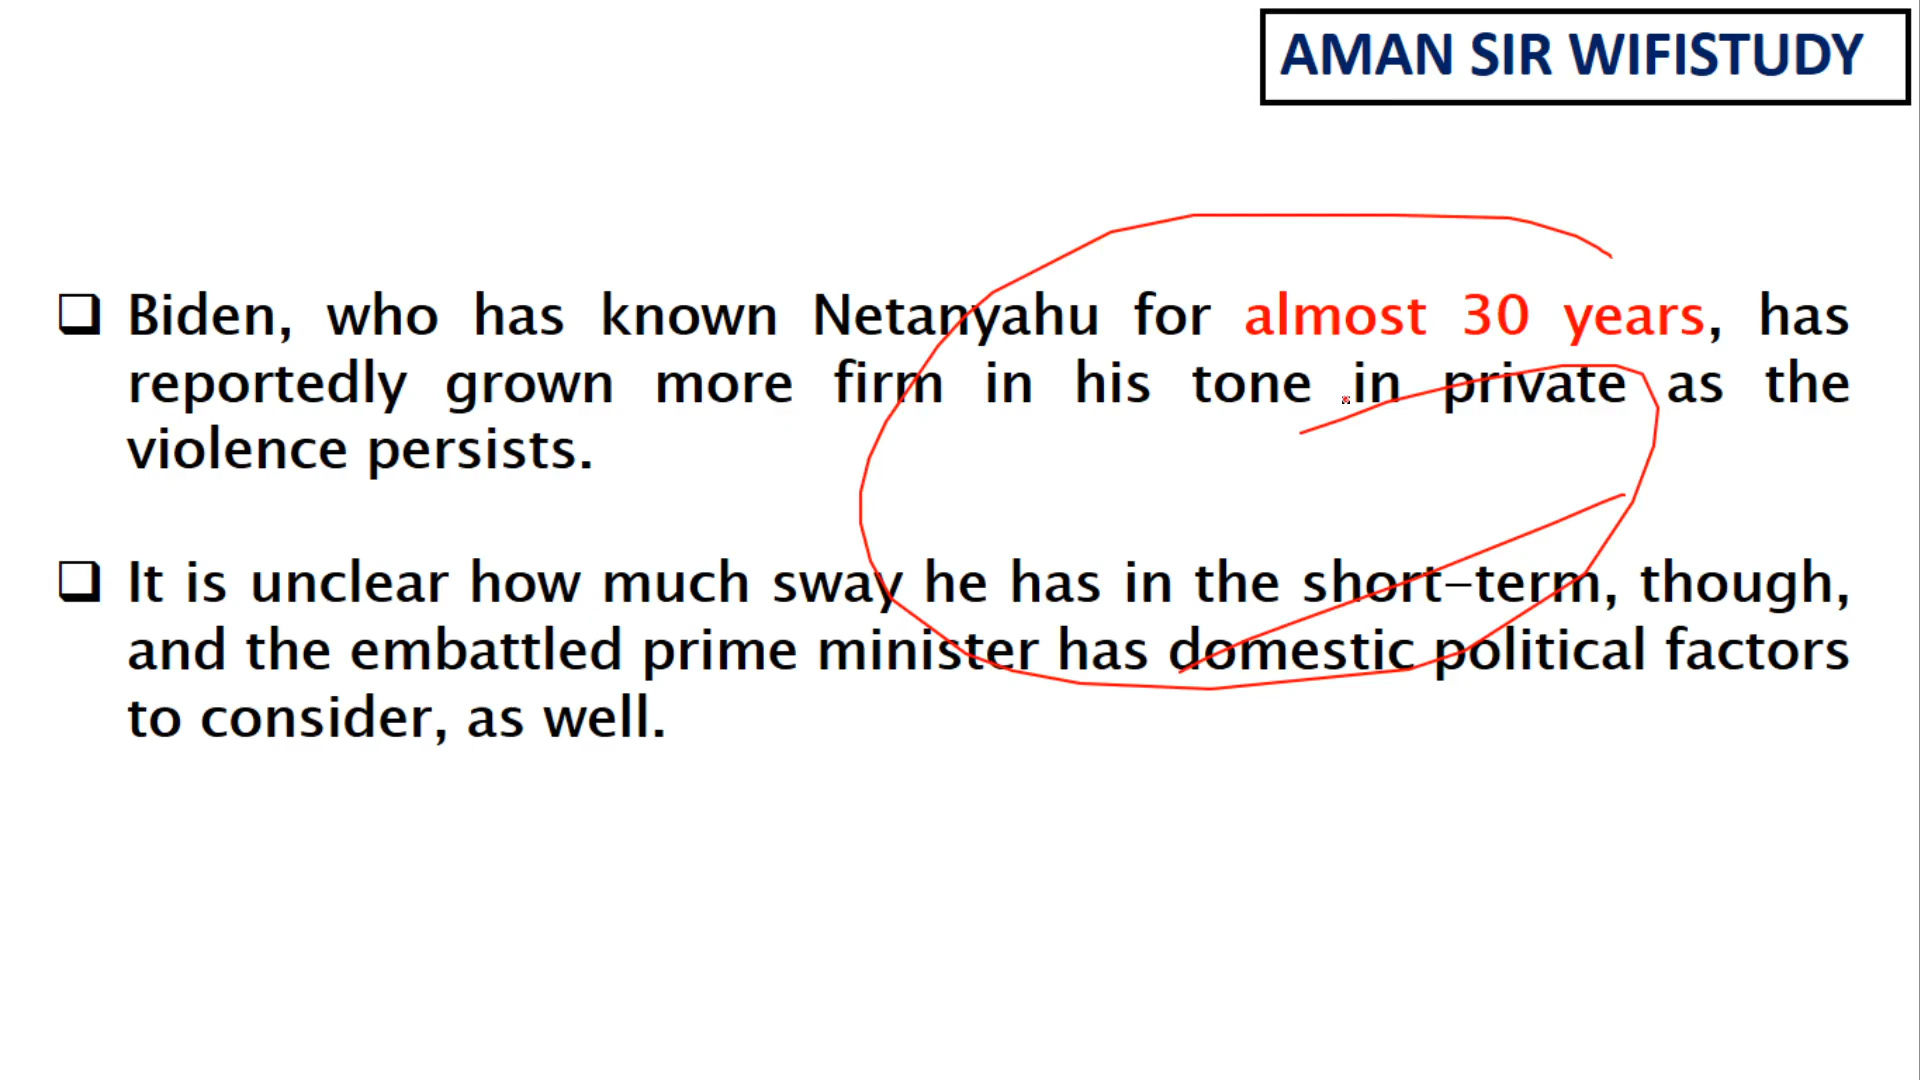 AMAN SIR WIFISTUDY
Biden, who has known Netanyahu for almost 30 years, has
reportedly grown more firm in his tone in private as the
violence persists.
It is unclear how much sway he has in the short-term, though,
and the embattled prime minister has domestic political factors
to consider, as well.